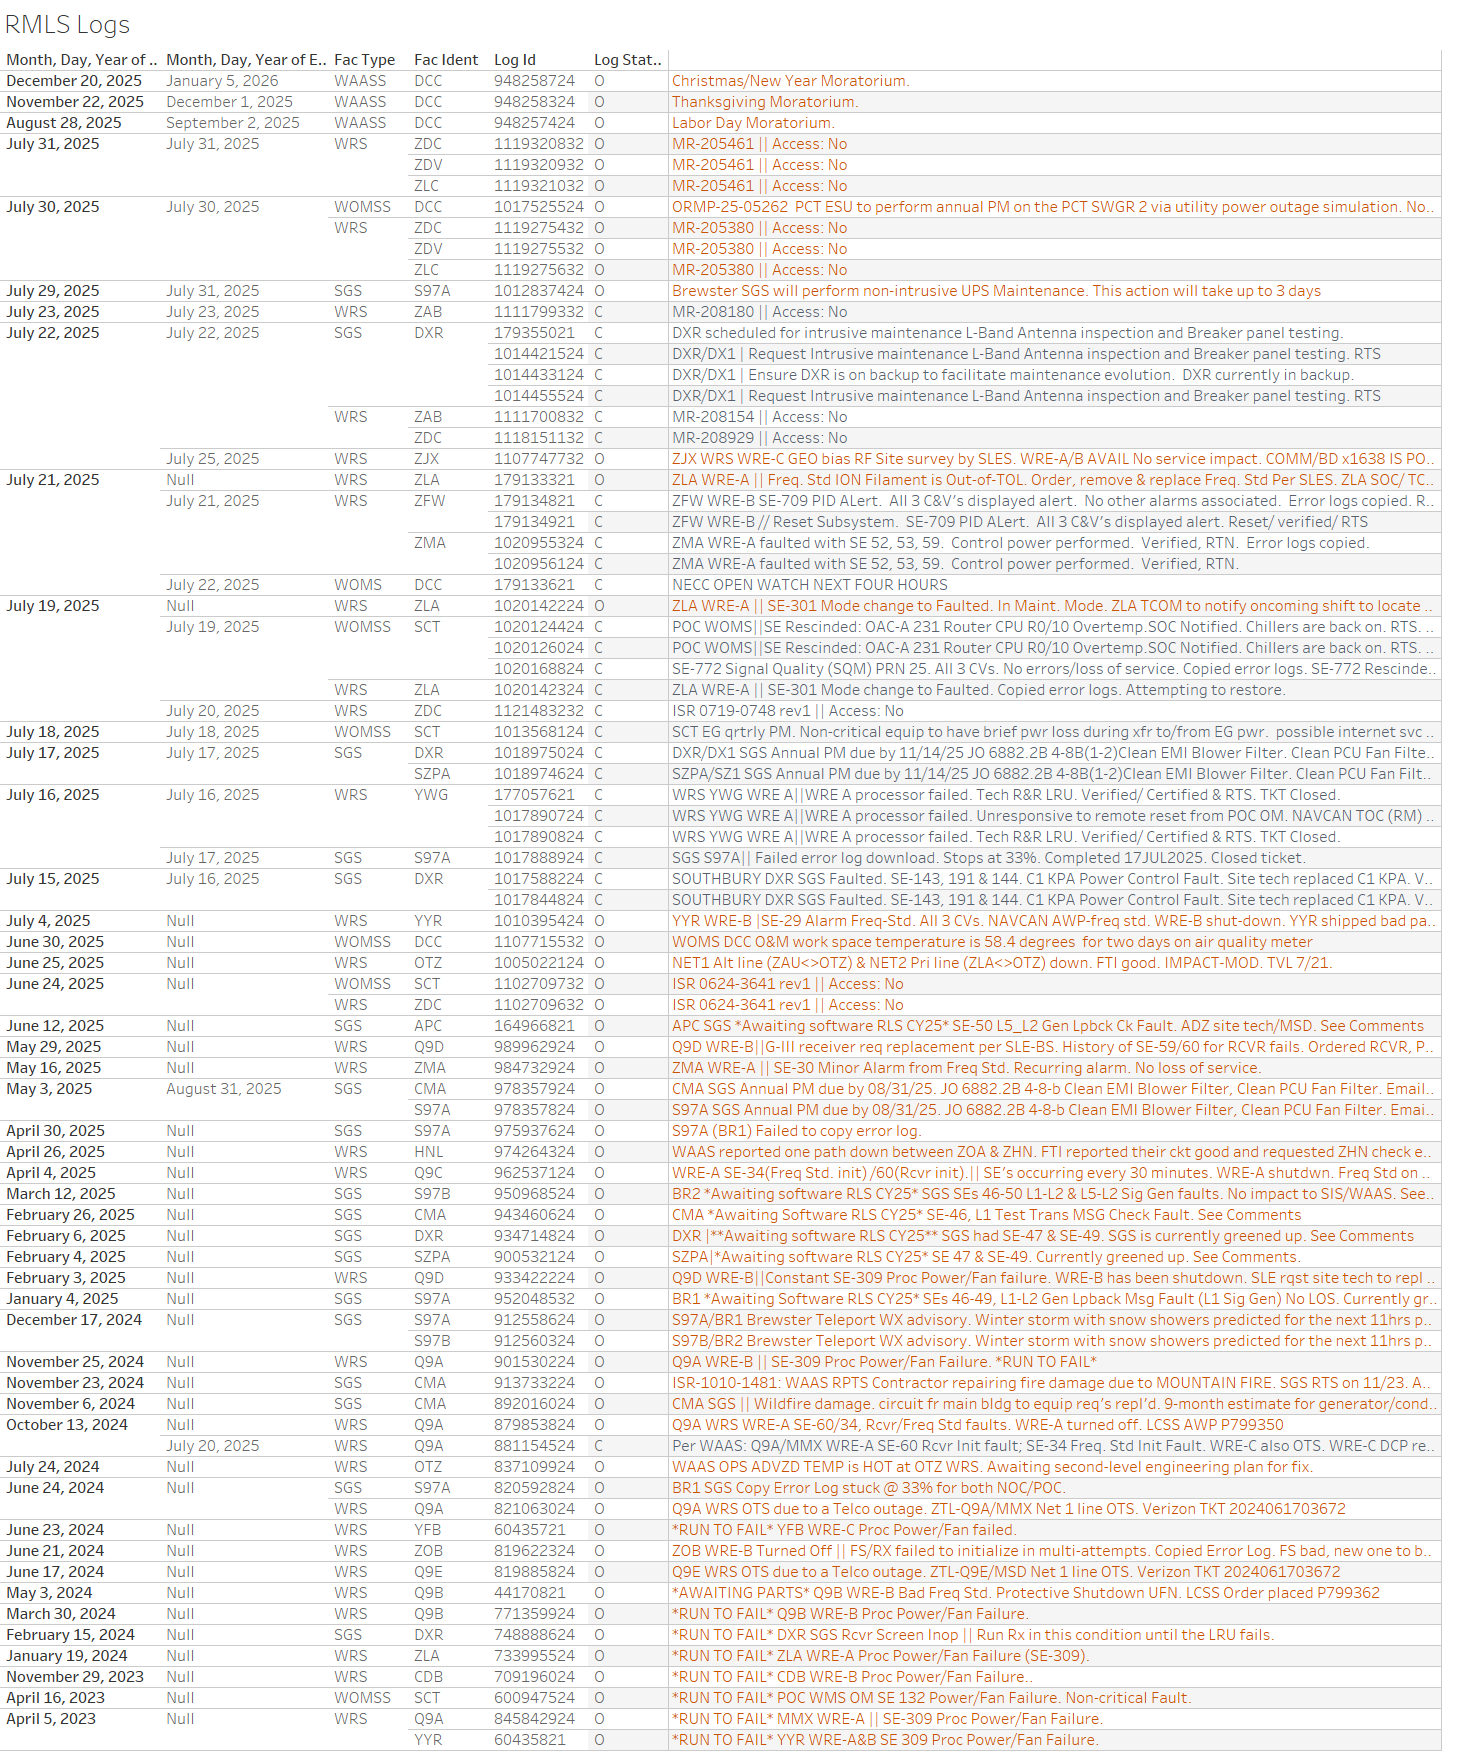 RMLS Logs
Month, Day, Year of .. Month, Day, Year of E.. Fac Type Fac Ident Log Id Log Stat..
December 20, 2025 January 5, 2026 WAASS DCC 948258724 O Christmas/New Year Moratorium.
November 22, 2025 December 1, 2025 WAASS DCC 948258324 O Thanksgiving Moratorium.
August 28, 2025 September 2, 2025 WAASS DCC 948257424 O Labor Day Moratorium.
July 31, 2025 July 31, 2025 WRS ZDC 1119320832 O MR-205461 || Access: No
ZDV 1119320932 O MR-205461 || Access: No
ZLC 1119321032 O MR-205461 || Access: No
July 30, 2025 July 30, 2025 WOMSS DCC 1017525524 O ORMP-25-05262 PCT ESU to perform annual PM on the PCT SWGR 2 via utility power outage simulation. No..
WRS ZDC 1119275432 O MR-205380 || Access: No
ZDV 1119275532 O MR-205380 || Access: No
ZLC 1119275632 O MR-205380 || Access: No
July 29, 2025 July 31, 2025 SGS S97A 1012837424 O Brewster SGS will perform non-intrusive UPS Maintenance. This action will take up to 3 days
July 23, 2025 July 23, 2025 WRS ZAB 1111799332 C MR-208180 || Access: No
July 22, 2025 July 22, 2025 SGS DXR 179355021 C DXR scheduled for intrusive maintenance L-Band Antenna inspection and Breaker panel testing.
1014421524 C DXR/DX1 | Request Intrusive maintenance L-Band Antenna inspection and Breaker panel testing. RTS
1014433124 C DXR/DX1 | Ensure DXR is on backup to facilitate maintenance evolution. DXR currently in backup.
1014455524 C DXR/DX1 | Request Intrusive maintenance L-Band Antenna inspection and Breaker panel testing. RTS
WRS ZAB 1111700832 C MR-208154 || Access: No
ZDC 1118151132 C MR-208929 || Access: No
July 25, 2025 WRS ZJX 1107747732 O ZJX WRS WRE-C GEO bias RF Site survey by SLES. WRE-A/B AVAIL No service impact. COMM/BD x1638 IS PO..
July 21, 2025 Null WRS ZLA 179133321 O ZLA WRE-A || Freq. Std ION Filament is Out-of-TOL. Order, remove & replace Freq. Std Per SLES. ZLA SOC/ TC..
July 21, 2025 WRS ZFW 179134821 C ZFW WRE-B SE-709 PID ALert. All 3 C&V's displayed alert. No other alarms associated. Error logs copied. R..
179134921 C ZFW WRE-B // Reset Subsystem. SE-709 PID ALert. All 3 C&V's displayed alert. Reset/ verified/ RTS
ZMA 1020955324 C ZMA WRE-A faulted with SE 52, 53, 59. Control power performed. Verified, RTN. Error logs copied.
1020956124 C ZMA WRE-A faulted with SE 52, 53, 59. Control power performed. Verified, RTN.
July 22, 2025 WOMS DCC 179133621 C NECC OPEN WATCH NEXT FOUR HOURS
July 19, 2025 Null WRS ZLA 1020142224 O ZLA WRE-A || SE-301 Mode change to Faulted. In Maint. Mode. ZLA TCOM to notify oncoming shift to locate ..
July 19, 2025 WOMSS SCT 1020124424 C POC WOMS||SE Rescinded: OAC-A 231 Router CPU R0/10 Overtemp.SOC Notified. Chillers are back on. RTS. ..
1020126024 C POC WOMS||SE Rescinded: OAC-A 231 Router CPU R0/10 Overtemp.SOC Notified. Chillers are back on. RTS. ..
1020168824 C SE-772 Signal Quality (SQM) PRN 25. All 3 CVs. No errors/loss of service. Copied error logs. SE-772 Rescinde..
WRS ZLA 1020142324 C ZLA WRE-A || SE-301 Mode change to Faulted. Copied error logs. Attempting to restore.
July 20, 2025 WRS ZDC 1121483232 C ISR 0719-0748 rev1 || Access: No
July 18, 2025 July 18, 2025 WOMSS SCT 1013568124 C SCT EG qrtrly PM. Non-critical equip to have brief pwr loss during xfr to/from EG pwr. possible internet svc ..
July 17, 2025 July 17, 2025 SGS DXR 1018975024 C DXR/DX1 SGS Annual PM due by 11/14/25 JO 6882.2B 4-8B(1-2)Clean EMI Blower Filter. Clean PCU Fan Filte..
SZPA 1018974624 C SZPA/SZ1 SGS Annual PM due by 11/14/25 JO 6882.2B 4-8B(1-2)Clean EMI Blower Filter. Clean PCU Fan Filt..
July 16, 2025 July 16, 2025 WRS YWG 177057621 C WRS YWG WRE A||WRE A processor failed. Tech R&R LRU. Verified/ Certified & RTS. TKT Closed.
1017890724 C WRS YWG WRE A||WRE A processor failed. Unresponsive to remote reset from POC OM. NAVCAN TOC (RM) ..
1017890824 C WRS YWG WRE A||WRE A processor failed. Tech R&R LRU. Verified/ Certified & RTS. TKT Closed.
July 17, 2025 SGS S97A 1017888924 C SGS S97A|| Failed error log download. Stops at 33%. Completed 17JUL2025. Closed ticket.
July 15, 2025 July 16, 2025 SGS DXR 1017588224 C SOUTHBURY DXR SGS Faulted. SE-143, 191 & 144. C1 KPA Power Control Fault. Site tech replaced C1 KPA. V..
1017844824 C SOUTHBURY DXR SGS Faulted. SE-143, 191 & 144. C1 KPA Power Control Fault. Site tech replaced C1 KPA. V..
July 4, 2025 Null WRS YYR 1010395424 O YYR WRE-B |SE-29 Alarm Freq-Std. All 3 CVs. NAVCAN AWP-freq std. WRE-B shut-down. YYR shipped bad pa..
June 30, 2025 Null WOMSS DCC 1107715532 O WOMS DCC O&M work space temperature is 58.4 degrees for two days on air quality meter
June 25, 2025 Null WRS OTZ 1005022124 O NET1 Alt line (ZAU<>OTZ) & NET2 Pri line (ZLA<>OTZ) down. FTI good. IMPACT-MOD. TVL 7/21.
June 24, 2025 Null WOMSS SCT 1102709732 O ISR 0624-3641 rev1 || Access: No
WRS ZDC 1102709632 O ISR 0624-3641 rev1 || Access: No
June 12, 2025 Null SGS APC 164966821 O APC SGS *Awaiting software RLS CY25* SE-50 L5_L2 Gen Lpbck Ck Fault. ADZ site tech/MSD. See Comments
May 29, 2025 Null WRS Q9D 989962924 O Q9D WRE-B||G-III receiver req replacement per SLE-BS. History of SE-59/60 for RCVR fails. Ordered RCVR, P..
May 16, 2025 Null WRS ZMA 984732924 O ZMA WRE-A || SE-30 Minor Alarm from Freq Std. Recurring alarm. No loss of service.
May 3, 2025 August 31, 2025 SGS CMA 978357924 O CMA SGS Annual PM due by 08/31/25. JO 6882.2B 4-8-b Clean EMI Blower Filter, Clean PCU Fan Filter. Email..
S97A 978357824 O S97A SGS Annual PM due by 08/31/25. JO 6882.2B 4-8-b Clean EMI Blower Filter, Clean PCU Fan Filter. Emai..
April 30, 2025 Null SGS S97A 975937624 O S97A (BR1) Failed to copy error log.
April 26, 2025 Null WRS HNL 974264324 O WAAS reported one path down between ZOA & ZHN. FTI reported their ckt good and requested ZHN check e..
April 4, 2025 Null WRS Q9C 962537124 O WRE-A SE-34(Freq Std. init) /60(Rcvr init).|| SE's occurring every 30 minutes. WRE-A shutdwn. Freq Std on ..
March 12, 2025 Null SGS S97B 950968524 O BR2 *Awaiting software RLS CY25* SGS SEs 46-50 L1-L2 & L5-L2 Sig Gen faults. No impact to SIS/WAAS. See..
February 26, 2025 Null SGS CMA 943460624 O CMA *Awaiting Software RLS CY25* SE-46, L1 Test Trans MSG Check Fault. See Comments
February 6, 2025 Null SGS DXR 934714824 O DXR |**Awaiting software RLS CY25** SGS had SE-47 & SE-49. SGS is currently greened up. See Comments
February 4, 2025 Null SGS SZPA 900532124 O SZPA|*Awaiting software RLS CY25* SE 47 & SE-49. Currently greened up. See Comments.
February 3, 2025 Null WRS Q9D 933422224 O Q9D WRE-B||Constant SE-309 Proc Power/Fan failure. WRE-B has been shutdown. SLE rqst site tech to repl ..
January 4, 2025 Null SGS S97A 952048532 O BR1 *Awaiting Software RLS CY25* SEs 46-49, L1-L2 Gen Lpback Msg Fault (L1 Sig Gen) No LOS. Currently gr..
December 17, 2024 Null SGS S97A 912558624 O S97A/BR1 Brewster Teleport WX advisory. Winter storm with snow showers predicted for the next 11hrs p..
S97B 912560324 O S97B/BR2 Brewster Teleport WX advisory. Winter storm with snow showers predicted for the next 11hrs p..
November 25, 2024 Null WRS Q9A 901530224 O Q9A WRE-B || SE-309 Proc Power/Fan Failure. *RUN TO FAIL*
November 23, 2024 Null SGS CMA 913733224 O ISR-1010-1481: WAAS RPTS Contractor repairing fire damage due to MOUNTAIN FIRE. SGS RTS on 11/23. A..
November 6, 2024 Null SGS CMA 892016024 O CMA SGS || Wildfire damage. circuit fr main bldg to equip req's repl'd. 9-month estimate for generator/cond..
October 13, 2024 Null WRS Q9A 879853824 O Q9A WRS WRE-A SE-60/34, Rcvr/Freq Std faults. WRE-A turned off. LCSS AWP P799350
July 20, 2025 WRS Q9A 881154524 C Per WAAS: Q9A/MMX WRE-A SE-60 Rcvr Init fault; SE-34 Freq. Std Init Fault. WRE-C also OTS. WRE-C DCP re..
July 24, 2024 Null WRS OTZ 837109924 O WAAS OPS ADVZD TEMP is HOT at OTZ WRS. Awaiting second-level engineering plan for fix.
June 24, 2024 Null SGS S97A 820592824 O BR1 SGS Copy Error Log stuck @ 33% for both NOC/POC.
WRS Q9A 821063024 O Q9A WRS OTS due to a Telco outage. ZTL-Q9A/MMX Net 1 line OTS. Verizon TKT 2024061703672
June 23, 2024 Null WRS YFB 60435721 O *RUN TO FAIL* YFB WRE-C Proc Power/Fan failed.
June 21, 2024 Null WRS ZOB 819622324 O ZOB WRE-B Turned Off || FS/RX failed to initialize in multi-attempts. Copied Error Log. FS bad, new one to b..
June 17, 2024 Null WRS Q9E 819885824 O Q9E WRS OTS due to a Telco outage. ZTL-Q9E/MSD Net 1 line OTS. Verizon TKT 2024061703672
May 3, 2024 Null WRS Q9B 44170821 O *AWAITING PARTS* Q9B WRE-B Bad Freq Std. Protective Shutdown UFN. LCSS Order placed P799362
March 30, 2024 Null WRS Q9B 771359924 O *RUN TO FAIL* Q9B WRE-B Proc Power/Fan Failure.
February 15, 2024 Null SGS DXR 748888624 O *RUN TO FAIL* DXR SGS Rcvr Screen Inop || Run Rx in this condition until the LRU fails.
January 19, 2024 Null WRS ZLA 733995524 O *RUN TO FAIL* ZLA WRE-A Proc Power/Fan Failure (SE-309).
November 29, 2023 Null WRS CDB 709196024 O *RUN TO FAIL* CDB WRE-B Proc Power/Fan Failure..
April 16, 2023 Null WOMSS SCT 600947524 O *RUN TO FAIL* POC WMS OM SE 132 Power/Fan Failure. Non-critical Fault.
April 5, 2023 Null WRS Q9A 845842924 O *RUN TO FAIL* MMX WRE-A || SE-309 Proc Power/Fan Failure.
YYR 60435821 O *RUN TO FAIL* YYR WRE-A&B SE 309 Proc Power/Fan Failure.